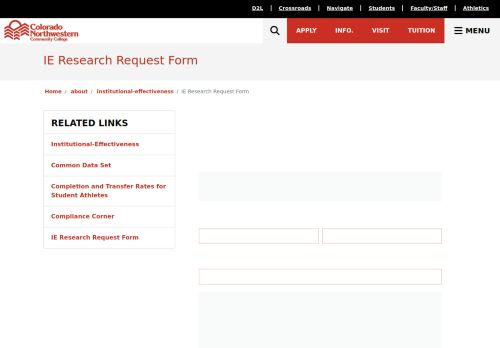 D2L | Crossroads | Navigate | Students | Faculty/Staff | Athletics
Colorado
Northwestern
Community College
APPLY INFO. VISIT TUITION MENU
IE Research Request Form
Home / about / institutional-effectiveness / IE Research Request Form
RELATED LINKS
Institutional-Effectiveness
Common Data Set
Completion and Transfer Rates for
Student Athletes
Compliance Corner
IE Research Request Form